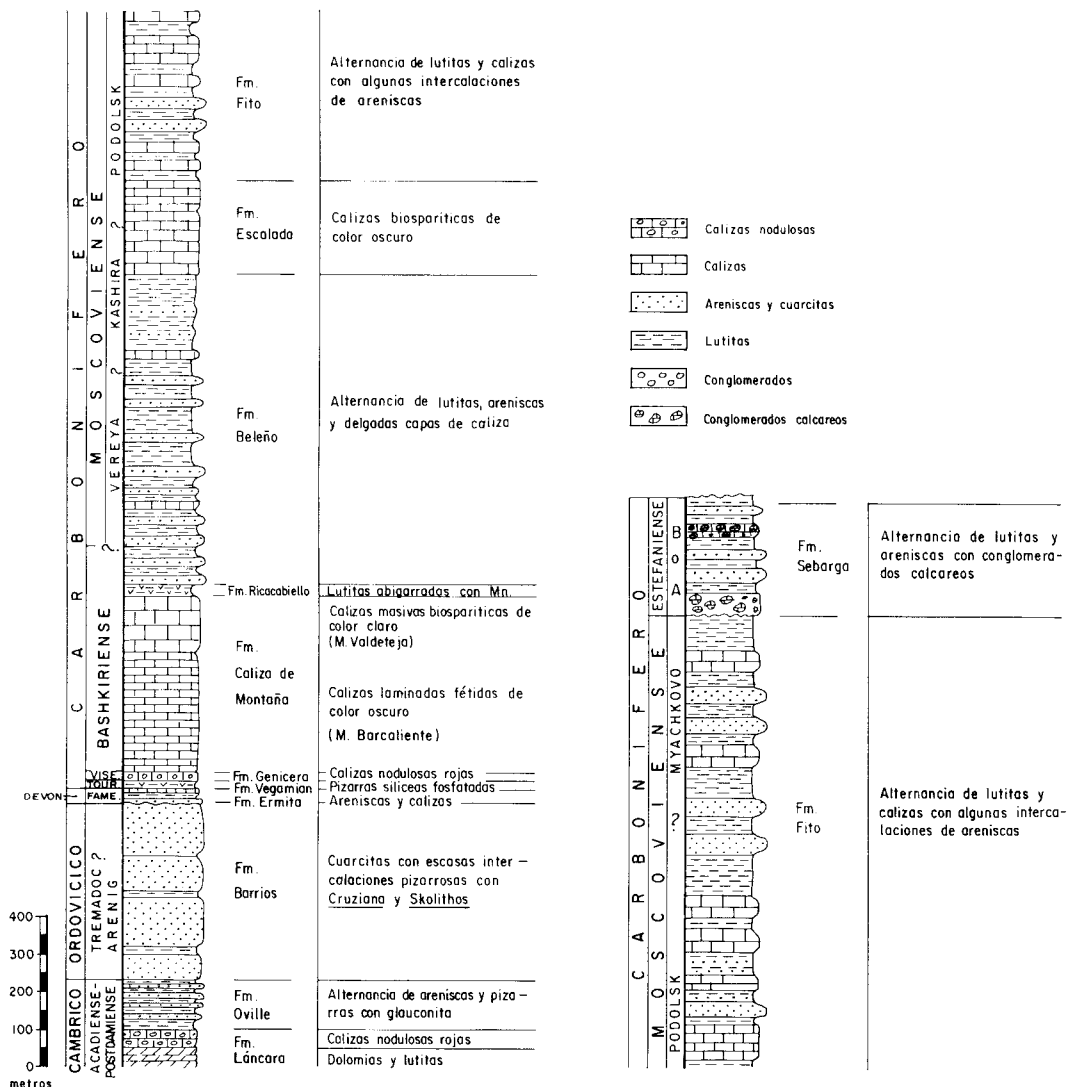 Fm.
Fito
Alternancia de lutitas y calizas
con algunas intercalaciones
de areniscas
Fm.
Escalada
Calizas biospariticas de
color oscuro
Fm.
Beleño
Alternancia de lutitas, areniscas
y delgadas capas de caliza
Fm. Ricacabiello
Lutitas abigarradas con Mn.
Fm.
Caliza de
Montaña
Calizas masivas biospariticas de
color claro
(M. Valdeteja)
Calizas laminadas fétidas de
color oscuro
(M. Barcaliente)
Fm. Genicera
Calizas nodulosas rojas
Fm. Vegamian
Pizarras siliceas fosfatadas
Fm. Ermita
Areniscas y calizas
Fm.
Barrios
Cuarcitas con escasas inter-
calaciones pizarrosas con
Cruziana y Skolithos
Fm.
Oville
Alternancia de areniscas y piza-
rras con glauconita
Fm.
Láncara
Calizas nodulosas rojas
Dolomias y lutitas
CARBONIFERO
MOSCOVIENSE
PODOLSK
KASHIRA ?
VEREYA ?
?
BASHKIRIENSE
VISE.
TOUR.
DEVON.
FAME.
ORDOVICICO
TREMADOC ?
ARENIG
CAMBRICO
ACADIENSE-
POSTDAMIENSE
400
300
200
100
0
metros
Calizas nodulosas
Calizas
Areniscas y cuarcitas
Lutitas
Conglomerados
Conglomerados calcareos
CARBONIFERO
ESTEFANIENSE
B
o
A
MOSCROVIENSE
MYACHKOVO
?
PODOLSK
Fm.
Sebarga
Alternancia de lutitas y
areniscas con conglomera-
dos calcareos
Fm.
Fito
Alternancia de lutitas y
calizas con algunas interca-
laciones de areniscas